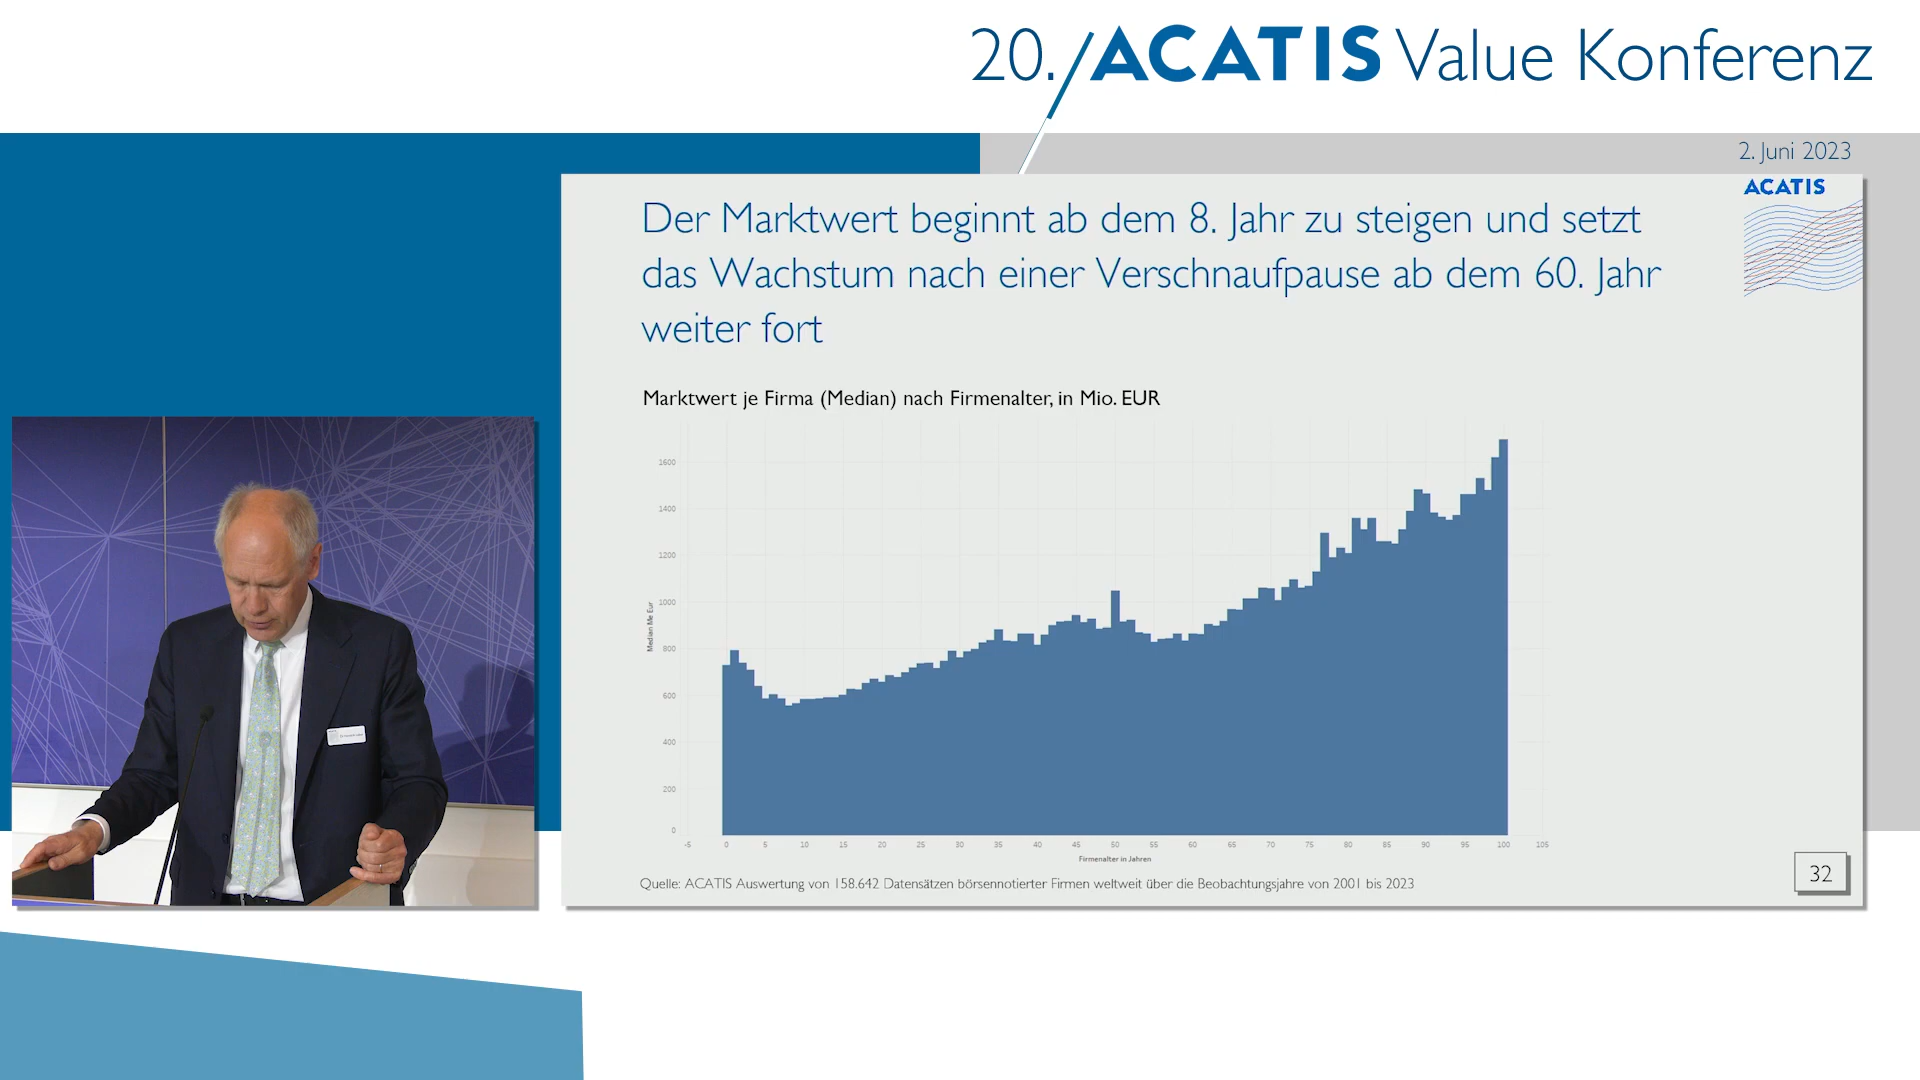 20. ACATIS Value Konferenz
2. Juni 2023
ACATIS
Der Marktwert beginnt ab dem 8. Jahr zu steigen und setzt
das Wachstum nach einer Verschnaufpause ab dem 60. Jahr
weiter fort
Marktwert je Firma (Median) nach Firmenalter, in Mio. EUR
1600
1400
1200
1000
800
600
400
200
0
Median Me Eur
-5 0 5 10 15 20 25 30 35 40 45 50 55 60 65 70 75 80 85 90 95 100 105
Firmenalter in Jahren
Quelle: ACATIS Auswertung von 158.642 Datensätzen börsennotierter Firmen weltweit über die Beobachtungsjahre von 2001 bis 2023
32